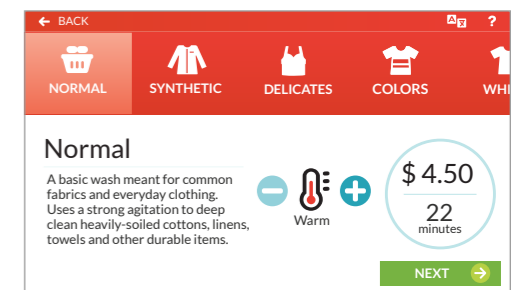 BACK
?
NORMAL
SYNTHETIC
DELICATES
COLORS
WHI
Normal
A basic wash meant for common
fabrics and everyday clothing.
Uses a strong agitation to deep
clean heavily-soiled cottons, linens,
towels and other durable items.
Warm
$ 4.50
22
minutes
NEXT